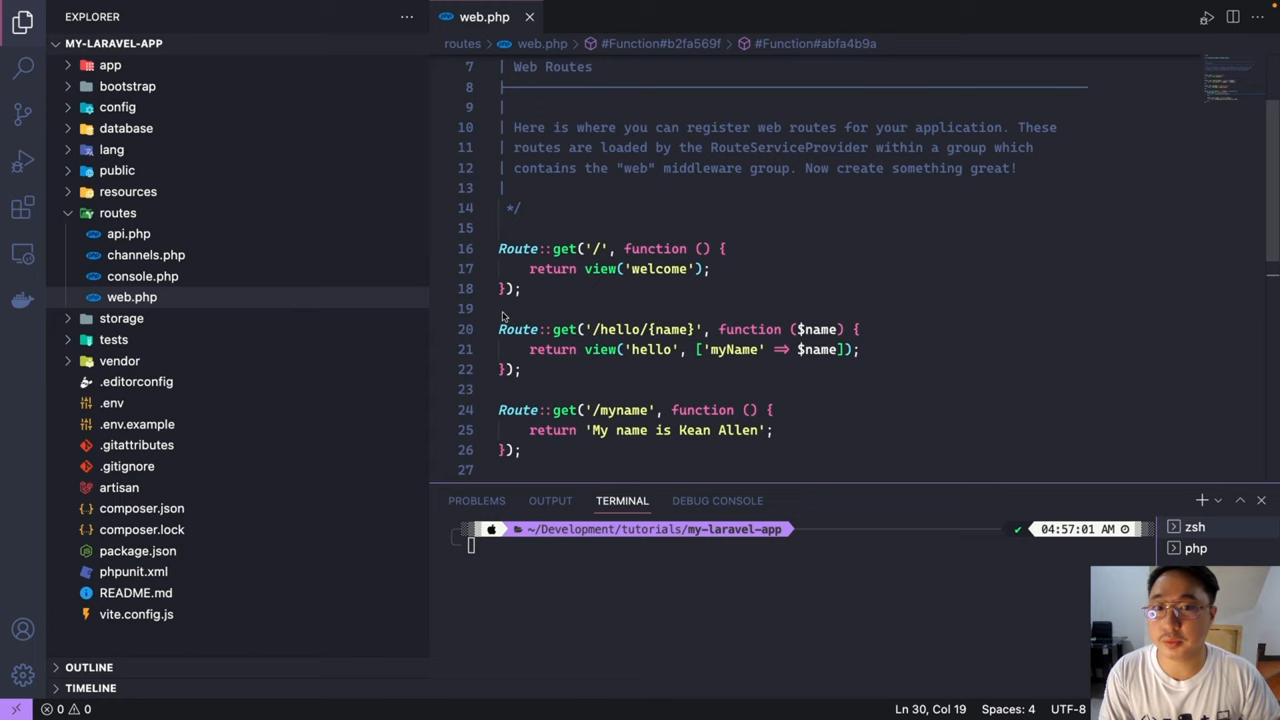 EXPLORER
MY-LARAVEL-APP
app
bootstrap
config
database
lang
public
resources
routes
api.php
channels.php
console.php
web.php
storage
tests
vendor
.editorconfig
.env
.env.example
.gitattributes
.gitignore
artisan
composer.json
composer.lock
package.json
phpunit.xml
README.md
vite.config.js
OUTLINE
TIMELINE
web.php
routes > web.php > #Function#b2fa569f > #Function#abfa4b9a
7 | Web Routes
8 |--------------------------------------------------------------------------
9 |
10 | Here is where you can register web routes for your application. These
11 | routes are loaded by the RouteServiceProvider within a group which
12 | contains the "web" middleware group. Now create something great!
13 |
14 */
15
16 Route::get('/', function () {
17 return view('welcome');
18 });
19
20 Route::get('/hello/{name}', function ($name) {
21 return view('hello', ['myName' => $name]);
22 });
23
24 Route::get('/myname', function () {
25 return 'My name is Kean Allen';
26 });
27
PROBLEMS OUTPUT TERMINAL DEBUG CONSOLE
~/Development/tutorials/my-laravel-app ✓ 04:57:01 AM
zsh
php
0 0 Ln 30, Col 19 Spaces: 4 UTF-8